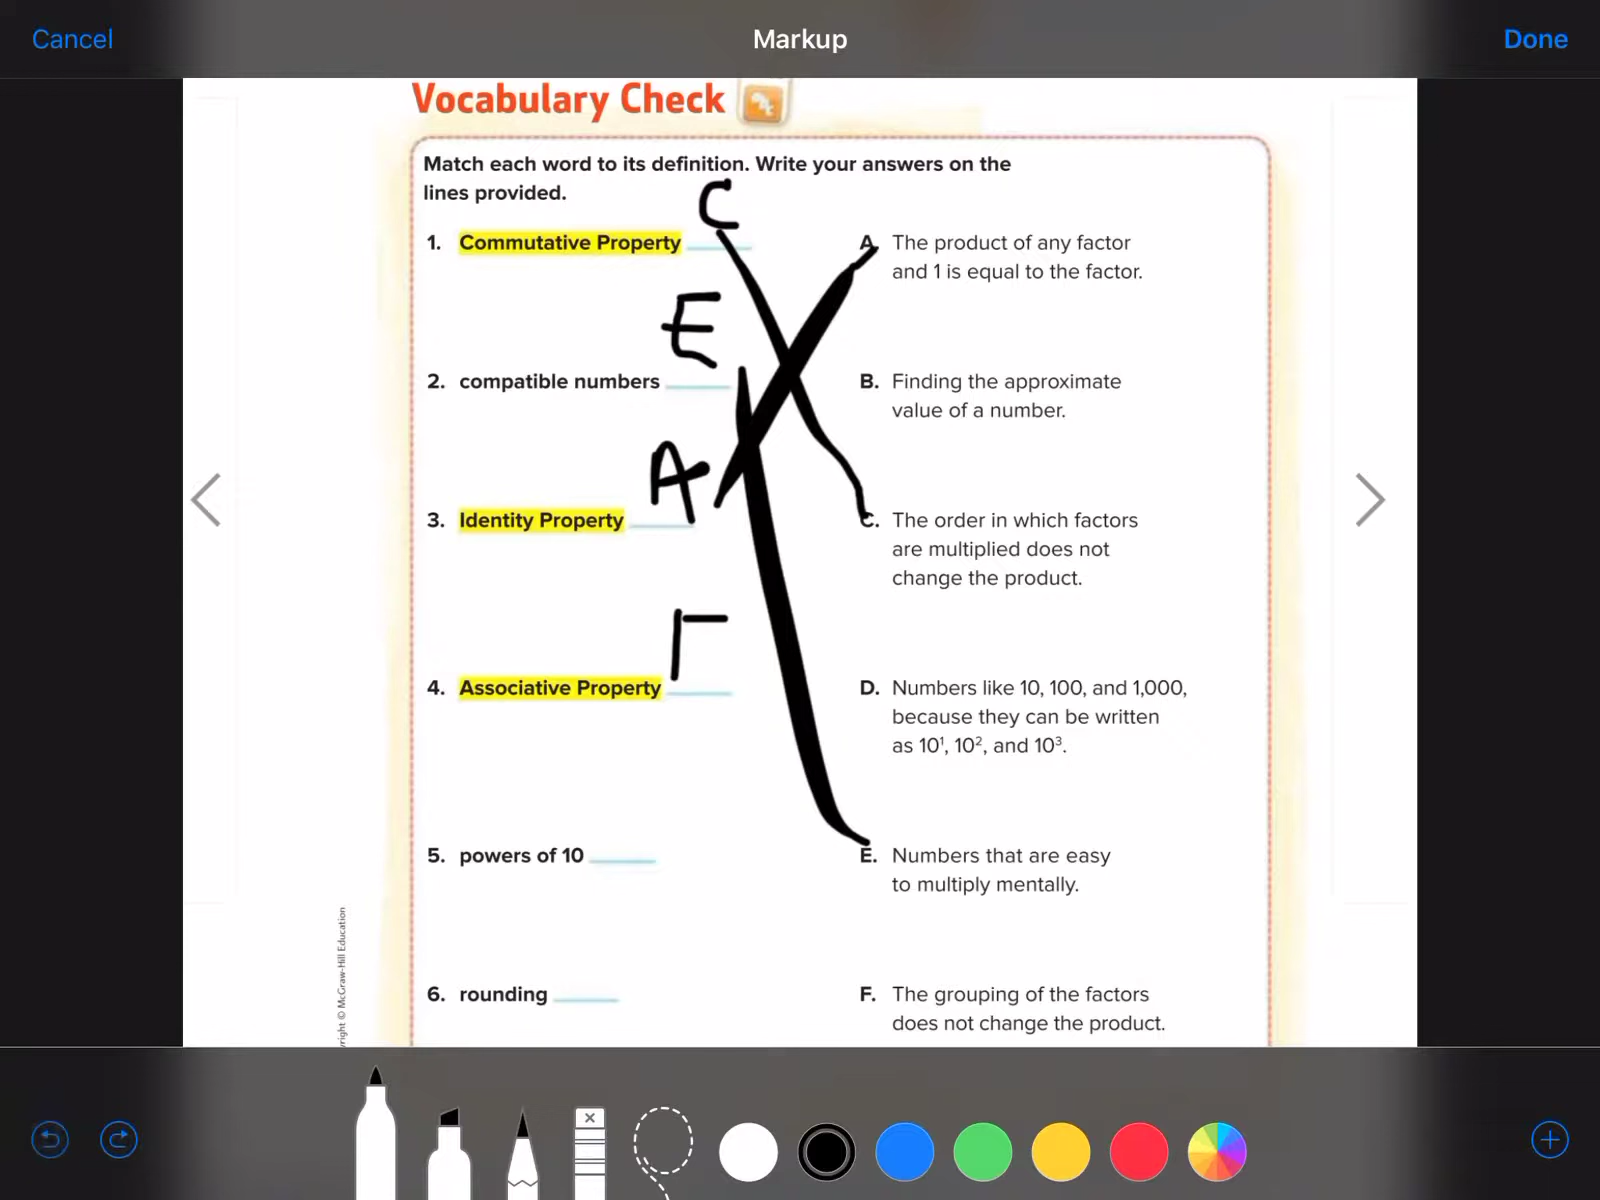 Cancel
Markup
Done
Vocabulary Check
Match each word to its definition. Write your answers on the
lines provided.
C
1. Commutative Property
A. The product of any factor
and 1 is equal to the factor.
E
2. compatible numbers
B. Finding the approximate
value of a number.
A
3. Identity Property
C. The order in which factors
are multiplied does not
change the product.
4. Associative Property
D. Numbers like 10, 100, and 1,000,
because they can be written
as 10¹, 10², and 10³.
5. powers of 10
E. Numbers that are easy
to multiply mentally.
6. rounding
F. The grouping of the factors
does not change the product.
© McGraw-Hill Education